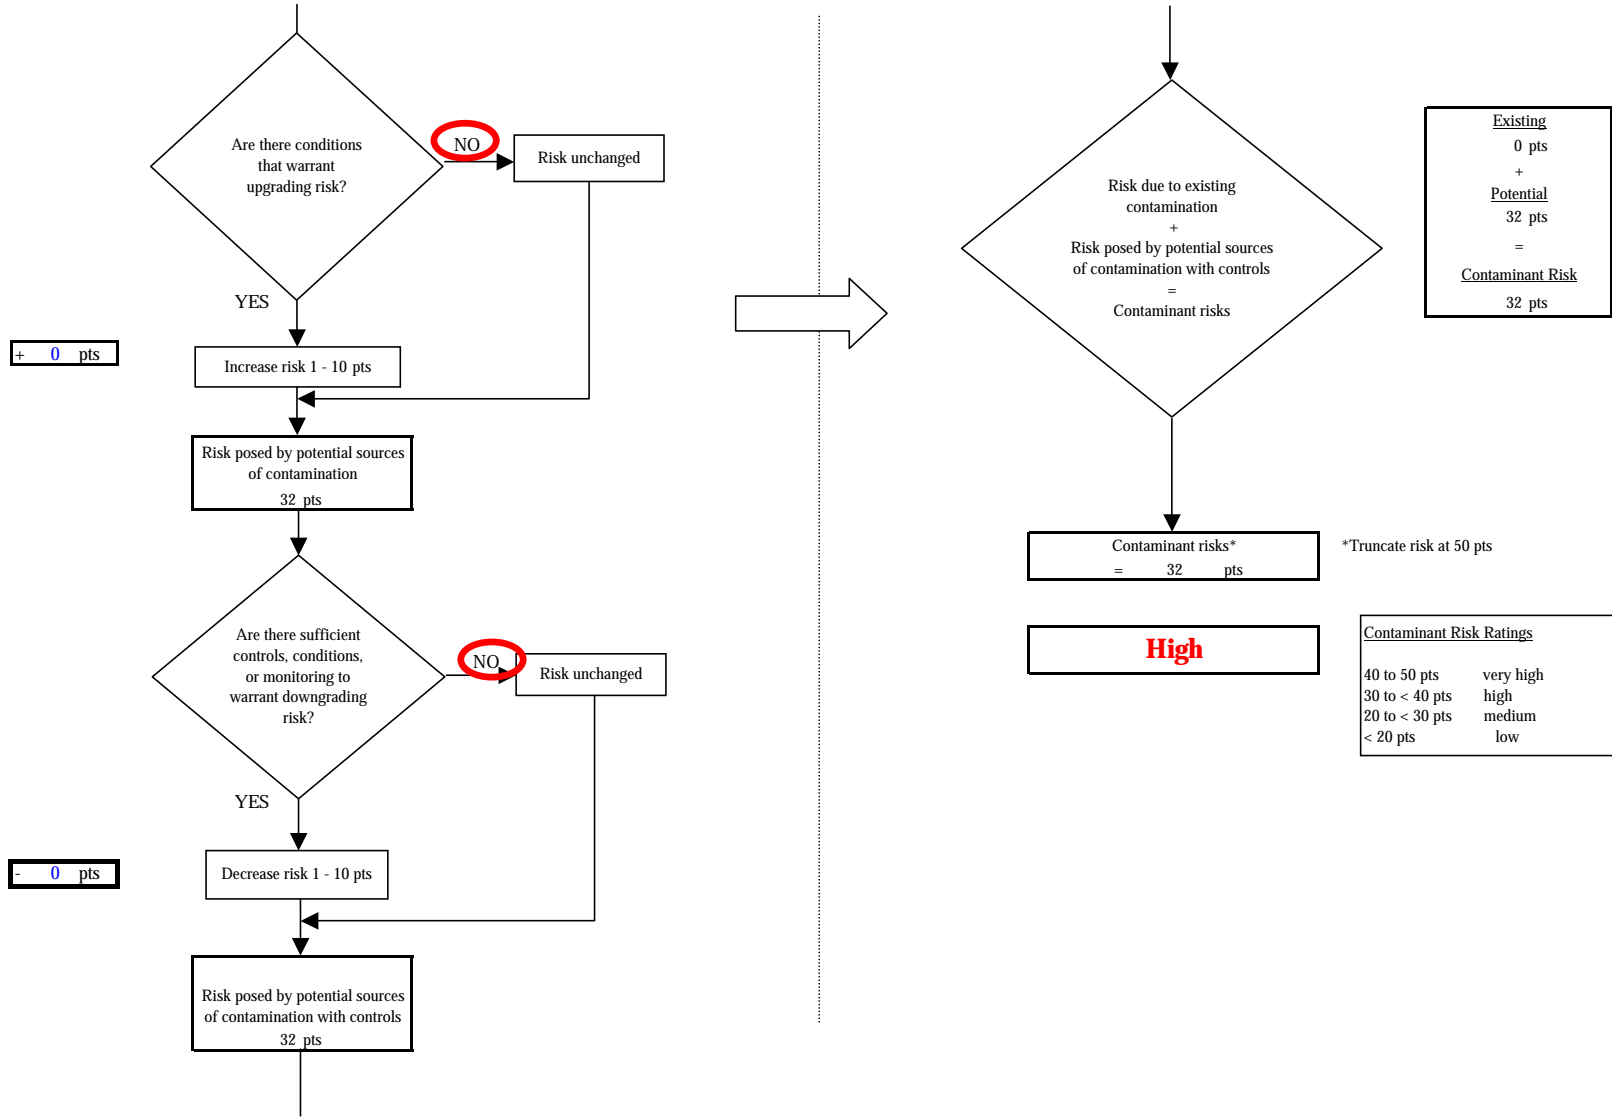 Are there conditions
that warrant
upgrading risk?
NO
Risk unchanged
YES
+ 0 pts
Increase risk 1 - 10 pts
Risk posed by potential sources
of contamination
32 pts
Are there sufficient
controls, conditions,
or monitoring to
warrant downgrading
risk?
NO
Risk unchanged
YES
- 0 pts
Decrease risk 1 - 10 pts
Risk posed by potential sources
of contamination with controls
32 pts
Risk due to existing
contamination
+
Risk posed by potential sources
of contamination with controls
=
Contaminant risks
Existing
0 pts
+
Potential
32 pts
=
Contaminant Risk
32 pts
Contaminant risks*
= 32 pts
*Truncate risk at 50 pts
High
Contaminant Risk Ratings
40 to 50 pts very high
30 to < 40 pts high
20 to < 30 pts medium
< 20 pts low